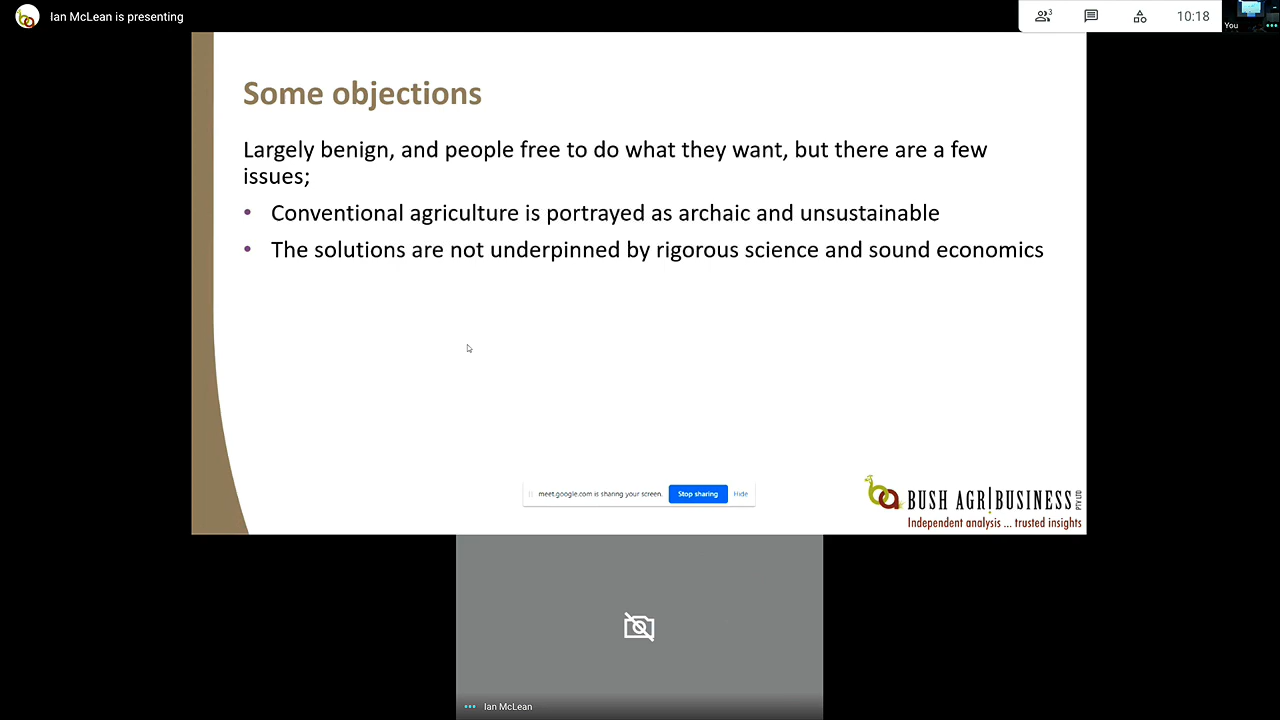 Ian McLean is presenting
3
10:18
You
Some objections
Largely benign, and people free to do what they want, but there are a few
issues;
• Conventional agriculture is portrayed as archaic and unsustainable
• The solutions are not underpinned by rigorous science and sound economics
meet.google.com is sharing your screen.
Stop sharing
Hide
BUSH AGR!BUSINESS PTY LTD
Independent analysis ... trusted insights
Ian McLean